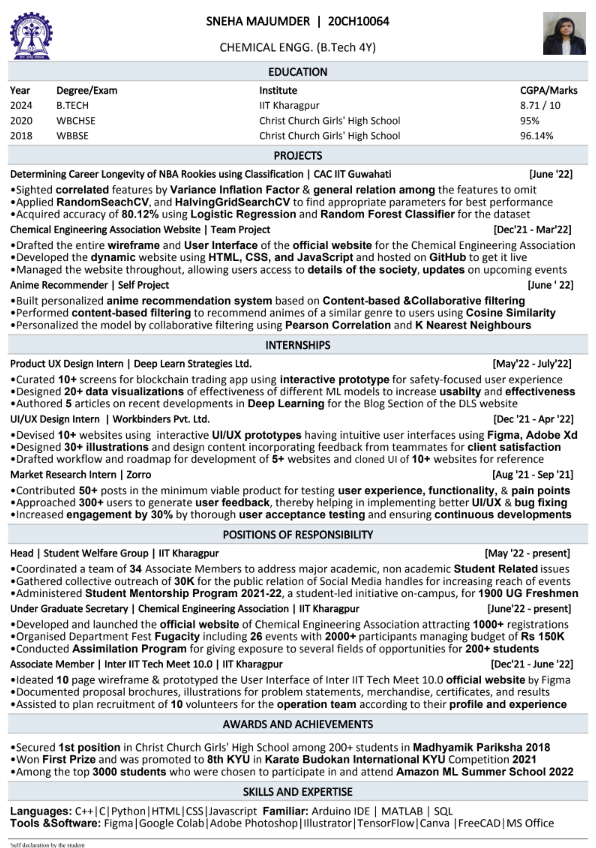 SNEHA MAJUMDER | 20CH10064
CHEMICAL ENGG. (B.Tech 4Y)
EDUCATION
Year Degree/Exam Institute CGPA/Marks
2024 B.TECH IIT Kharagpur 8.71 / 10
2020 WBCHSE Christ Church Girls' High School 95%
2018 WBBSE Christ Church Girls' High School 96.14%
PROJECTS
Determining Career Longevity of NBA Rookies using Classification | CAC IIT Guwahati [June '22]
•Sighted correlated features by Variance Inflation Factor & general relation among the features to omit
•Applied RandomSeachCV, and HalvingGridSearchCV to find appropriate parameters for best performance
•Acquired accuracy of 80.12% using Logistic Regression and Random Forest Classifier for the dataset
Chemical Engineering Association Website | Team Project [Dec'21 - Mar'22]
•Drafted the entire wireframe and User Interface of the official website for the Chemical Engineering Association
•Developed the dynamic website using HTML, CSS, and JavaScript and hosted on GitHub to get it live
•Managed the website throughout, allowing users access to details of the society, updates on upcoming events
Anime Recommender | Self Project [June ' 22]
•Built personalized anime recommendation system based on Content-based &Collaborative filtering
•Performed content-based filtering to recommend animes of a similar genre to users using Cosine Similarity
•Personalized the model by collaborative filtering using Pearson Correlation and K Nearest Neighbours
INTERNSHIPS
Product UX Design Intern | Deep Learn Strategies Ltd. [May'22 - July'22]
•Curated 10+ screens for blockchain trading app using interactive prototype for safety-focused user experience
•Designed 20+ data visualizations of effectiveness of different ML models to increase usabilty and effectiveness
•Authored 5 articles on recent developments in Deep Learning for the Blog Section of the DLS website
UI/UX Design Intern | Workbinders Pvt. Ltd. [Dec '21 - Apr '22]
•Devised 10+ websites using interactive UI/UX prototypes having intuitive user interfaces using Figma, Adobe Xd
•Designed 30+ illustrations and design content incorporating feedback from teammates for client satisfaction
•Drafted workflow and roadmap for development of 5+ websites and cloned UI of 10+ websites for reference
Market Research Intern | Zorro [Aug '21 - Sep '21]
•Contributed 50+ posts in the minimum viable product for testing user experience, functionality, & pain points
•Approached 300+ users to generate user feedback, thereby helping in implementing better UI/UX & bug fixing
•Increased engagement by 30% by thorough user acceptance testing and ensuring continuous developments
POSITIONS OF RESPONSIBILITY
Head | Student Welfare Group | IIT Kharagpur [May '22 - present]
•Coordinated a team of 34 Associate Members to address major academic, non academic Student Related issues
•Gathered collective outreach of 30K for the public relation of Social Media handles for increasing reach of events
•Administered Student Mentorship Program 2021-22, a student-led initiative on-campus, for 1900 UG Freshmen
Under Graduate Secretary | Chemical Engineering Association | IIT Kharagpur [June'22 - present]
•Developed and launched the official website of Chemical Engineering Association attracting 1000+ registrations
•Organised Department Fest Fugacity including 26 events with 2000+ participants managing budget of Rs 150K
•Conducted Assimilation Program for giving exposure to several fields of opportunities for 200+ students
Associate Member | Inter IIT Tech Meet 10.0 | IIT Kharagpur [Dec'21 - June '22]
•Ideated 10 page wireframe & prototyped the User Interface of Inter IIT Tech Meet 10.0 official website by Figma
•Documented proposal brochures, illustrations for problem statements, merchandise, certificates, and results
•Assisted to plan recruitment of 10 volunteers for the operation team according to their profile and experience
AWARDS AND ACHIEVEMENTS
•Secured 1st position in Christ Church Girls' High School among 200+ students in Madhyamik Pariksha 2018
•Won First Prize and was promoted to 8th KYU in Karate Budokan International KYU Competition 2021
•Among the top 3000 students who were chosen to participate in and attend Amazon ML Summer School 2022
SKILLS AND EXPERTISE
Languages: C++|C|Python|HTML|CSS|Javascript Familiar: Arduino IDE | MATLAB | SQL
Tools &Software: Figma|Google Colab|Adobe Photoshop|Illustrator|TensorFlow|Canva |FreeCAD|MS Office
*self declaration by the student